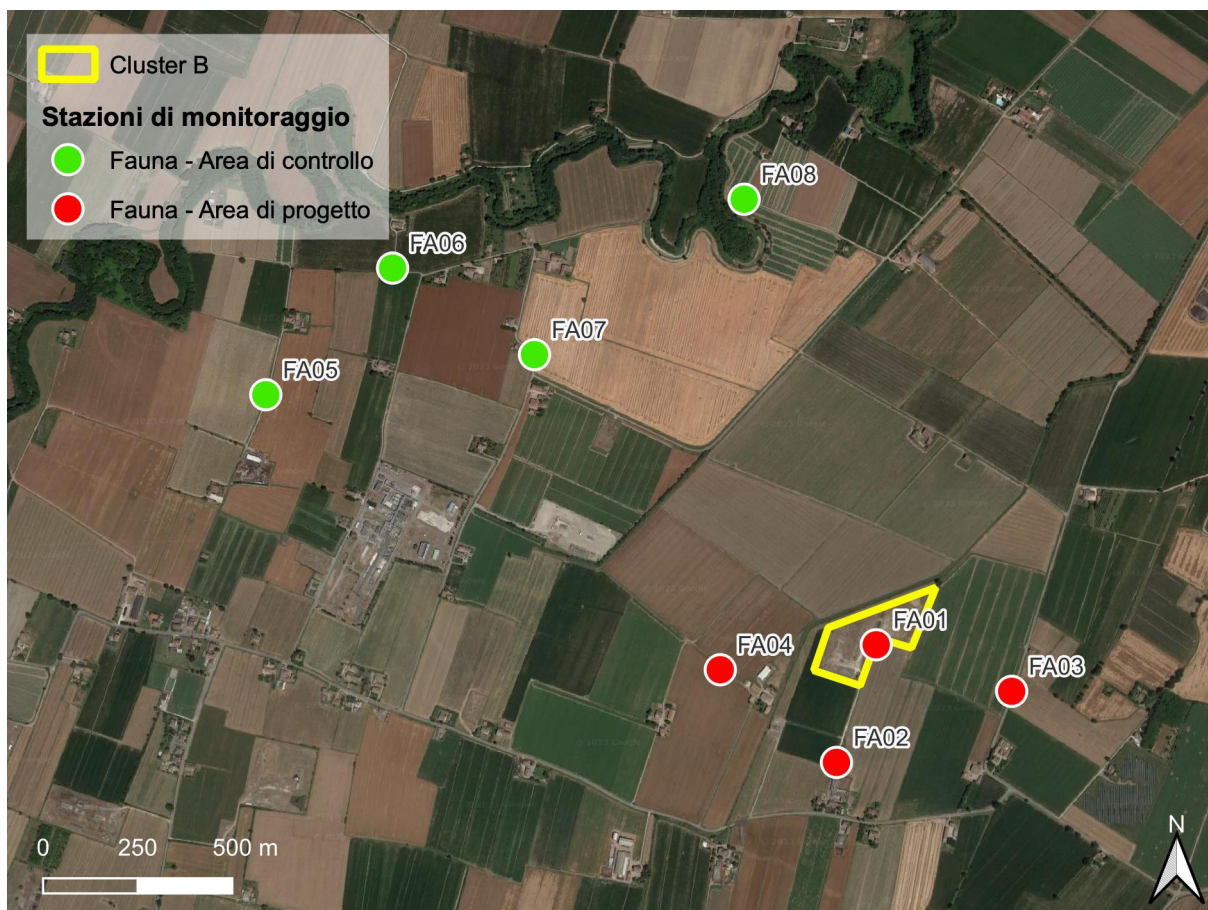 Cluster B
Stazioni di monitoraggio
Fauna - Area di controllo
Fauna - Area di progetto
FA08
FA06
FA07
FA05
FA01
FA04
FA03
FA02
0 250 500 m
N